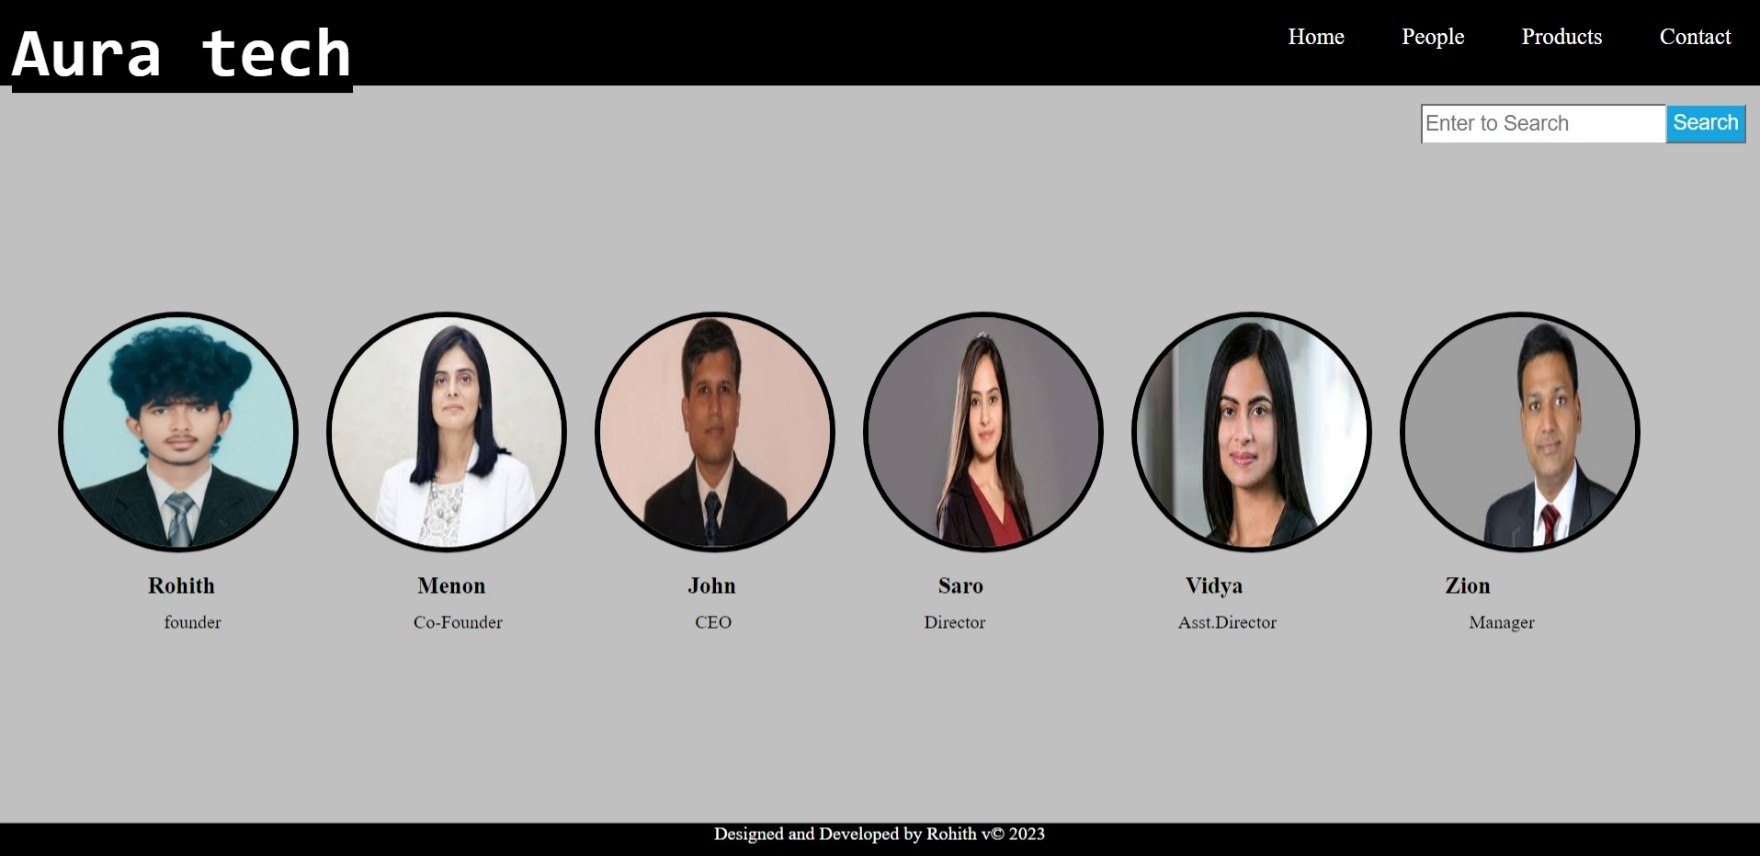 Aura tech
Home People Products Contact
Enter to Search Search
Rohith Menon John Saro Vidya Zion
founder Co-Founder CEO Director Asst.Director Manager
Designed and Developed by Rohith v© 2023